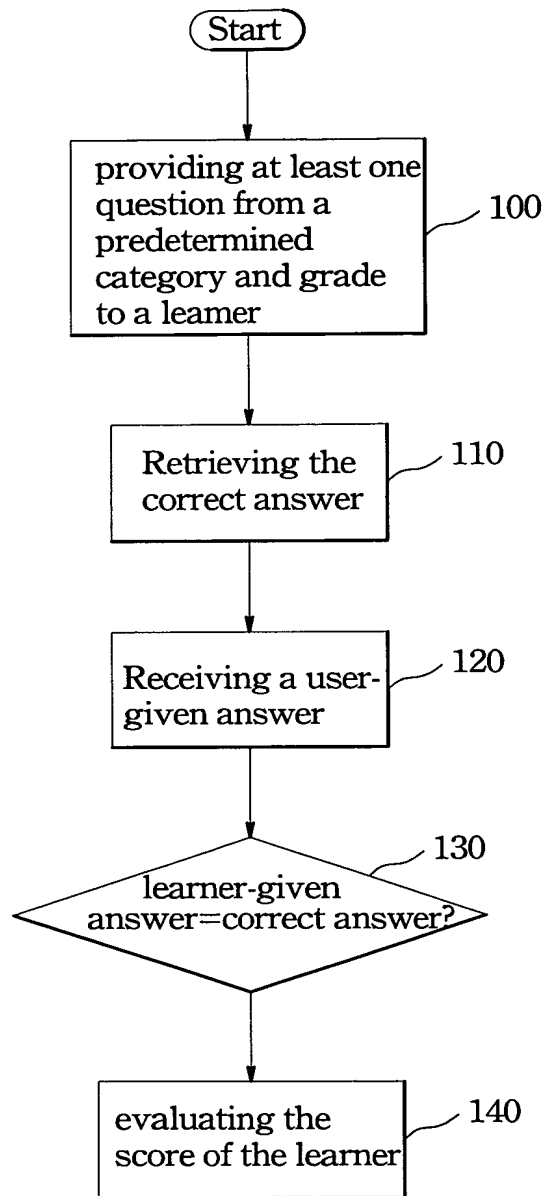 Start
providing at least one
question from a
predetermined
category and grade
to a learner
100
Retrieving the
correct answer
110
Receiving a user-
given answer
120
130
learner-given
answer=correct answer?
evaluating the
score of the learner
140